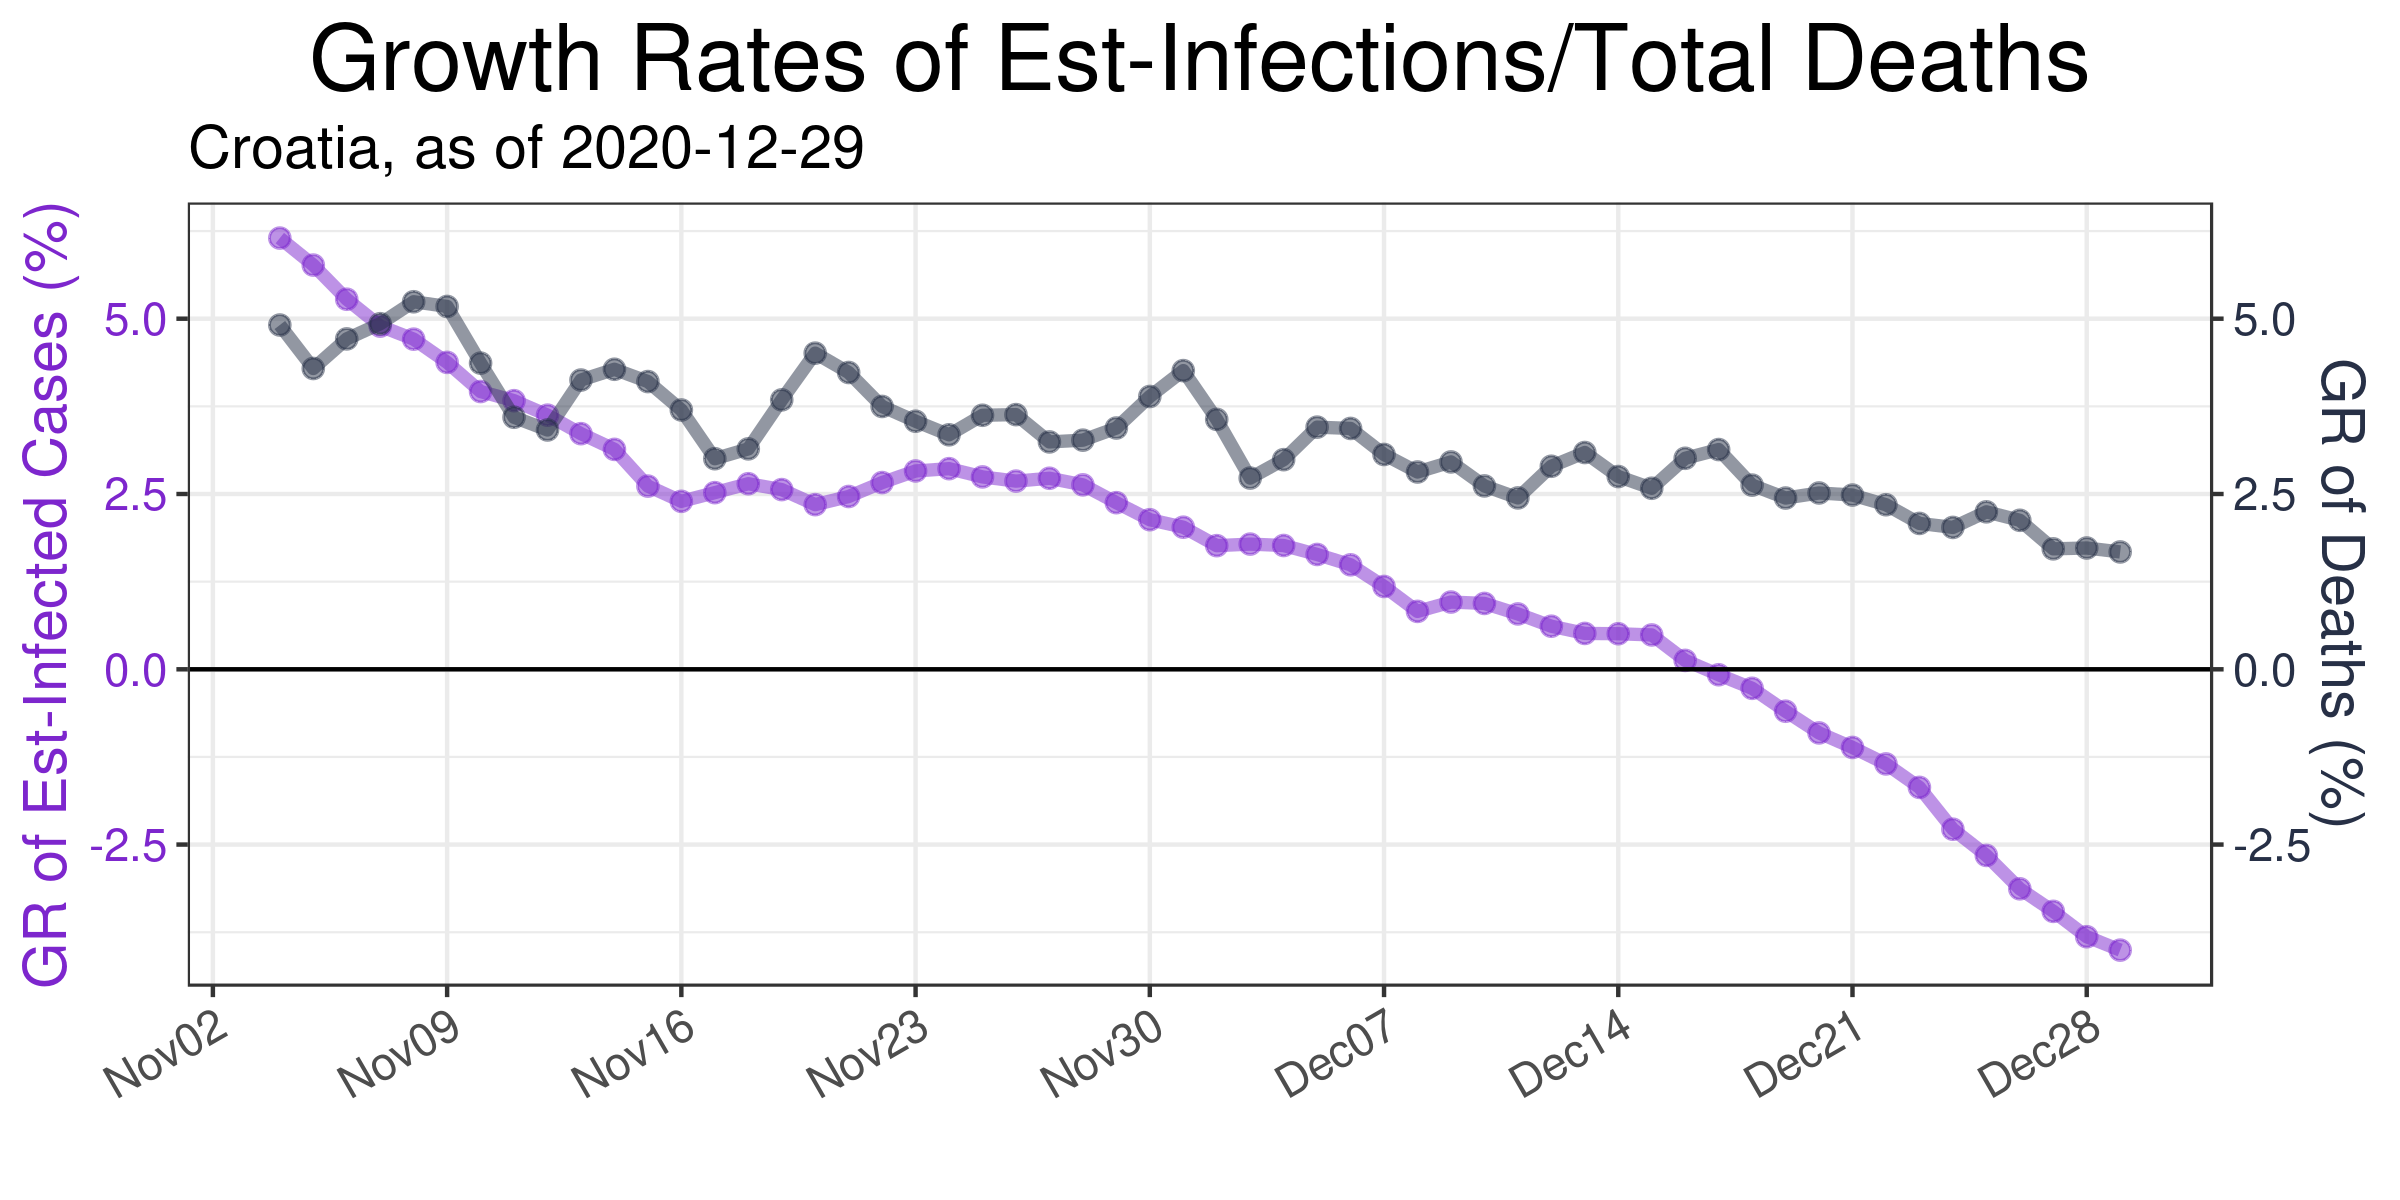 Growth Rates of Est-Infections/Total Deaths
Croatia, as of 2020-12-29
GR of Est-Infected Cases (%)
5.0
2.5
0.0
-2.5
5.0
2.5
0.0
-2.5
GR of Deaths (%)
Nov02
Nov09
Nov16
Nov23
Nov30
Dec07
Dec14
Dec21
Dec28